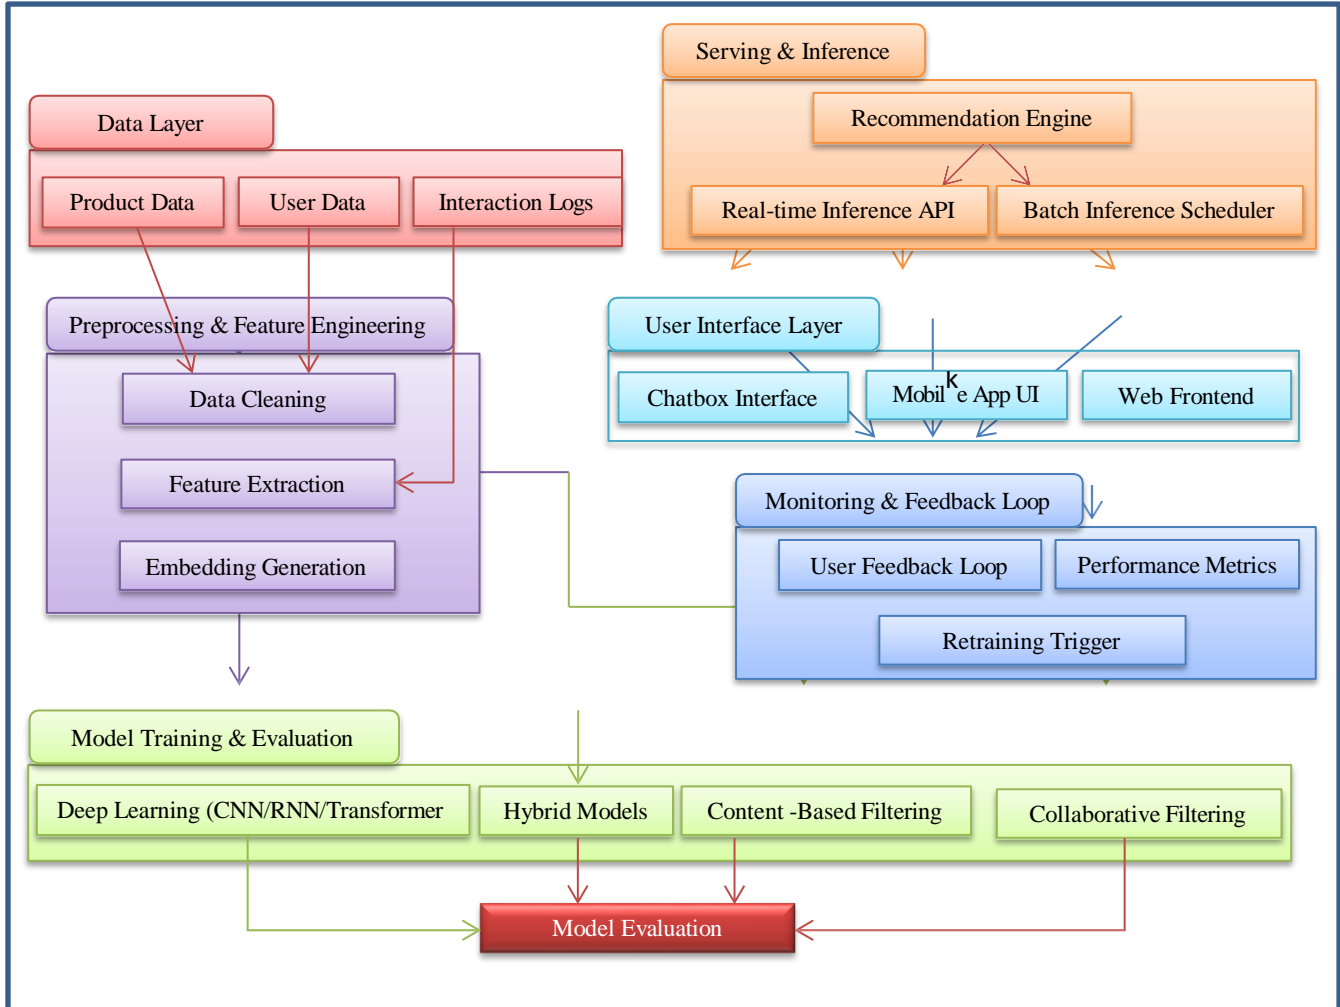 Serving & Inference
Recommendation Engine
Real-time Inference API
Batch Inference Scheduler
Data Layer
Product Data
User Data
Interaction Logs
Preprocessing & Feature Engineering
Data Cleaning
Feature Extraction
Embedding Generation
User Interface Layer
Chatbox Interface
k
Mobil e App UI
Web Frontend
Monitoring & Feedback Loop
User Feedback Loop
Performance Metrics
Retraining Trigger
Model Training & Evaluation
Deep Learning (CNN/RNN/Transformer
Hybrid Models
Content -Based Filtering
Collaborative Filtering
Model Evaluation